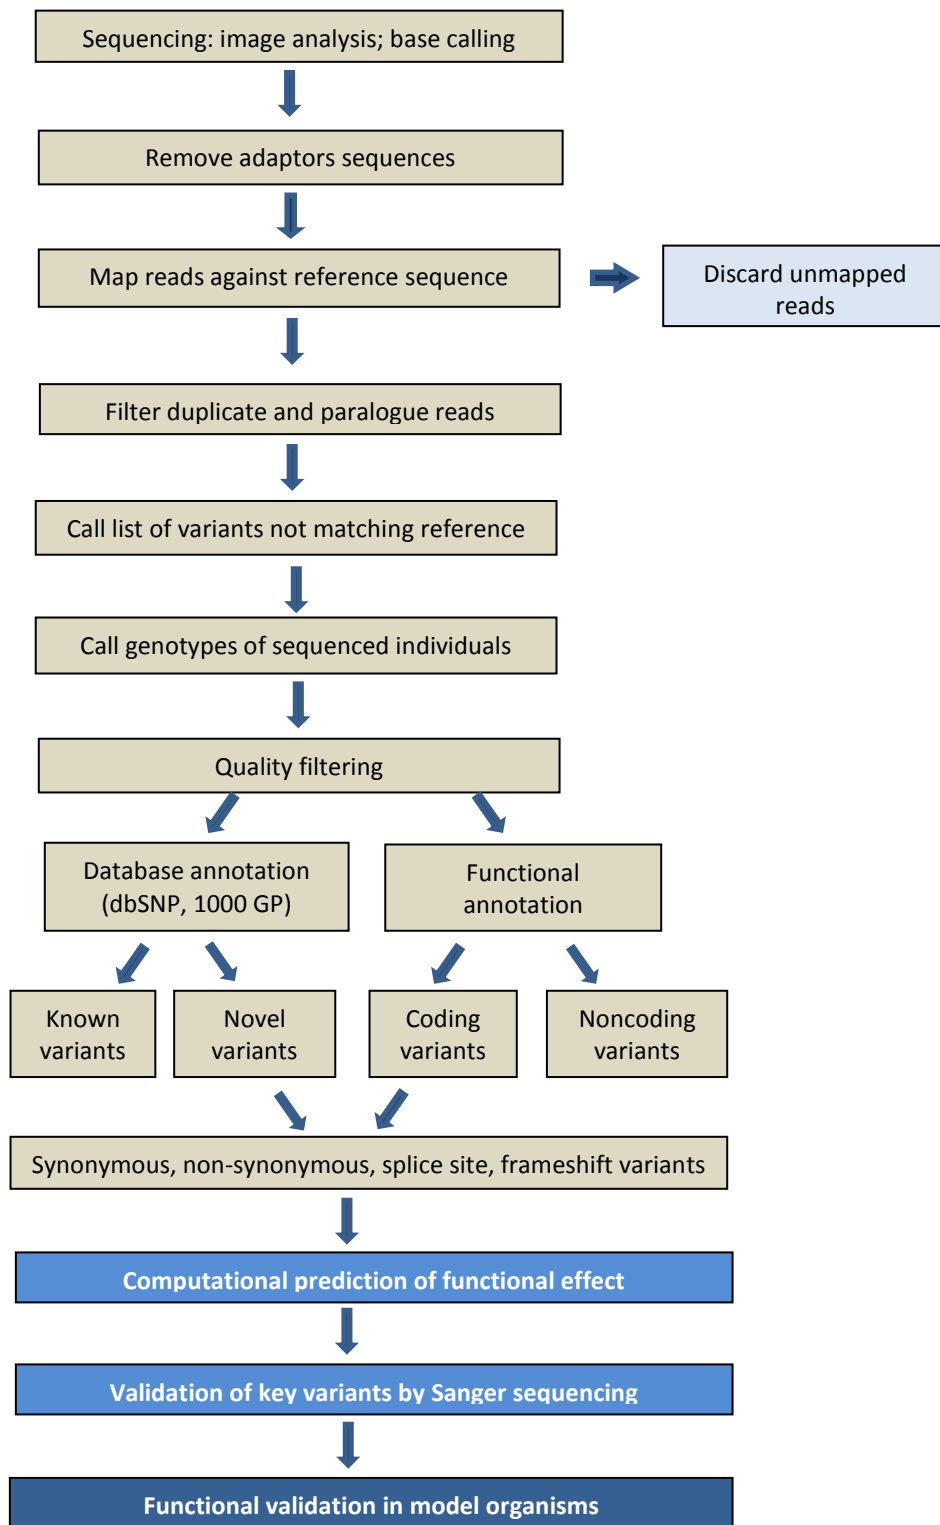 Sequencing: image analysis; base calling
Remove adaptors sequences
Map reads against reference sequence
Discard unmapped
reads
Filter duplicate and paralogue reads
Call list of variants not matching reference
Call genotypes of sequenced individuals
Quality filtering
Database annotation
(dbSNP, 1000 GP)
Functional
annotation
Known
variants
Novel
variants
Coding
variants
Noncoding
variants
Synonymous, non-synonymous, splice site, frameshift variants
Computational prediction of functional effect
Validation of key variants by Sanger sequencing
Functional validation in model organisms